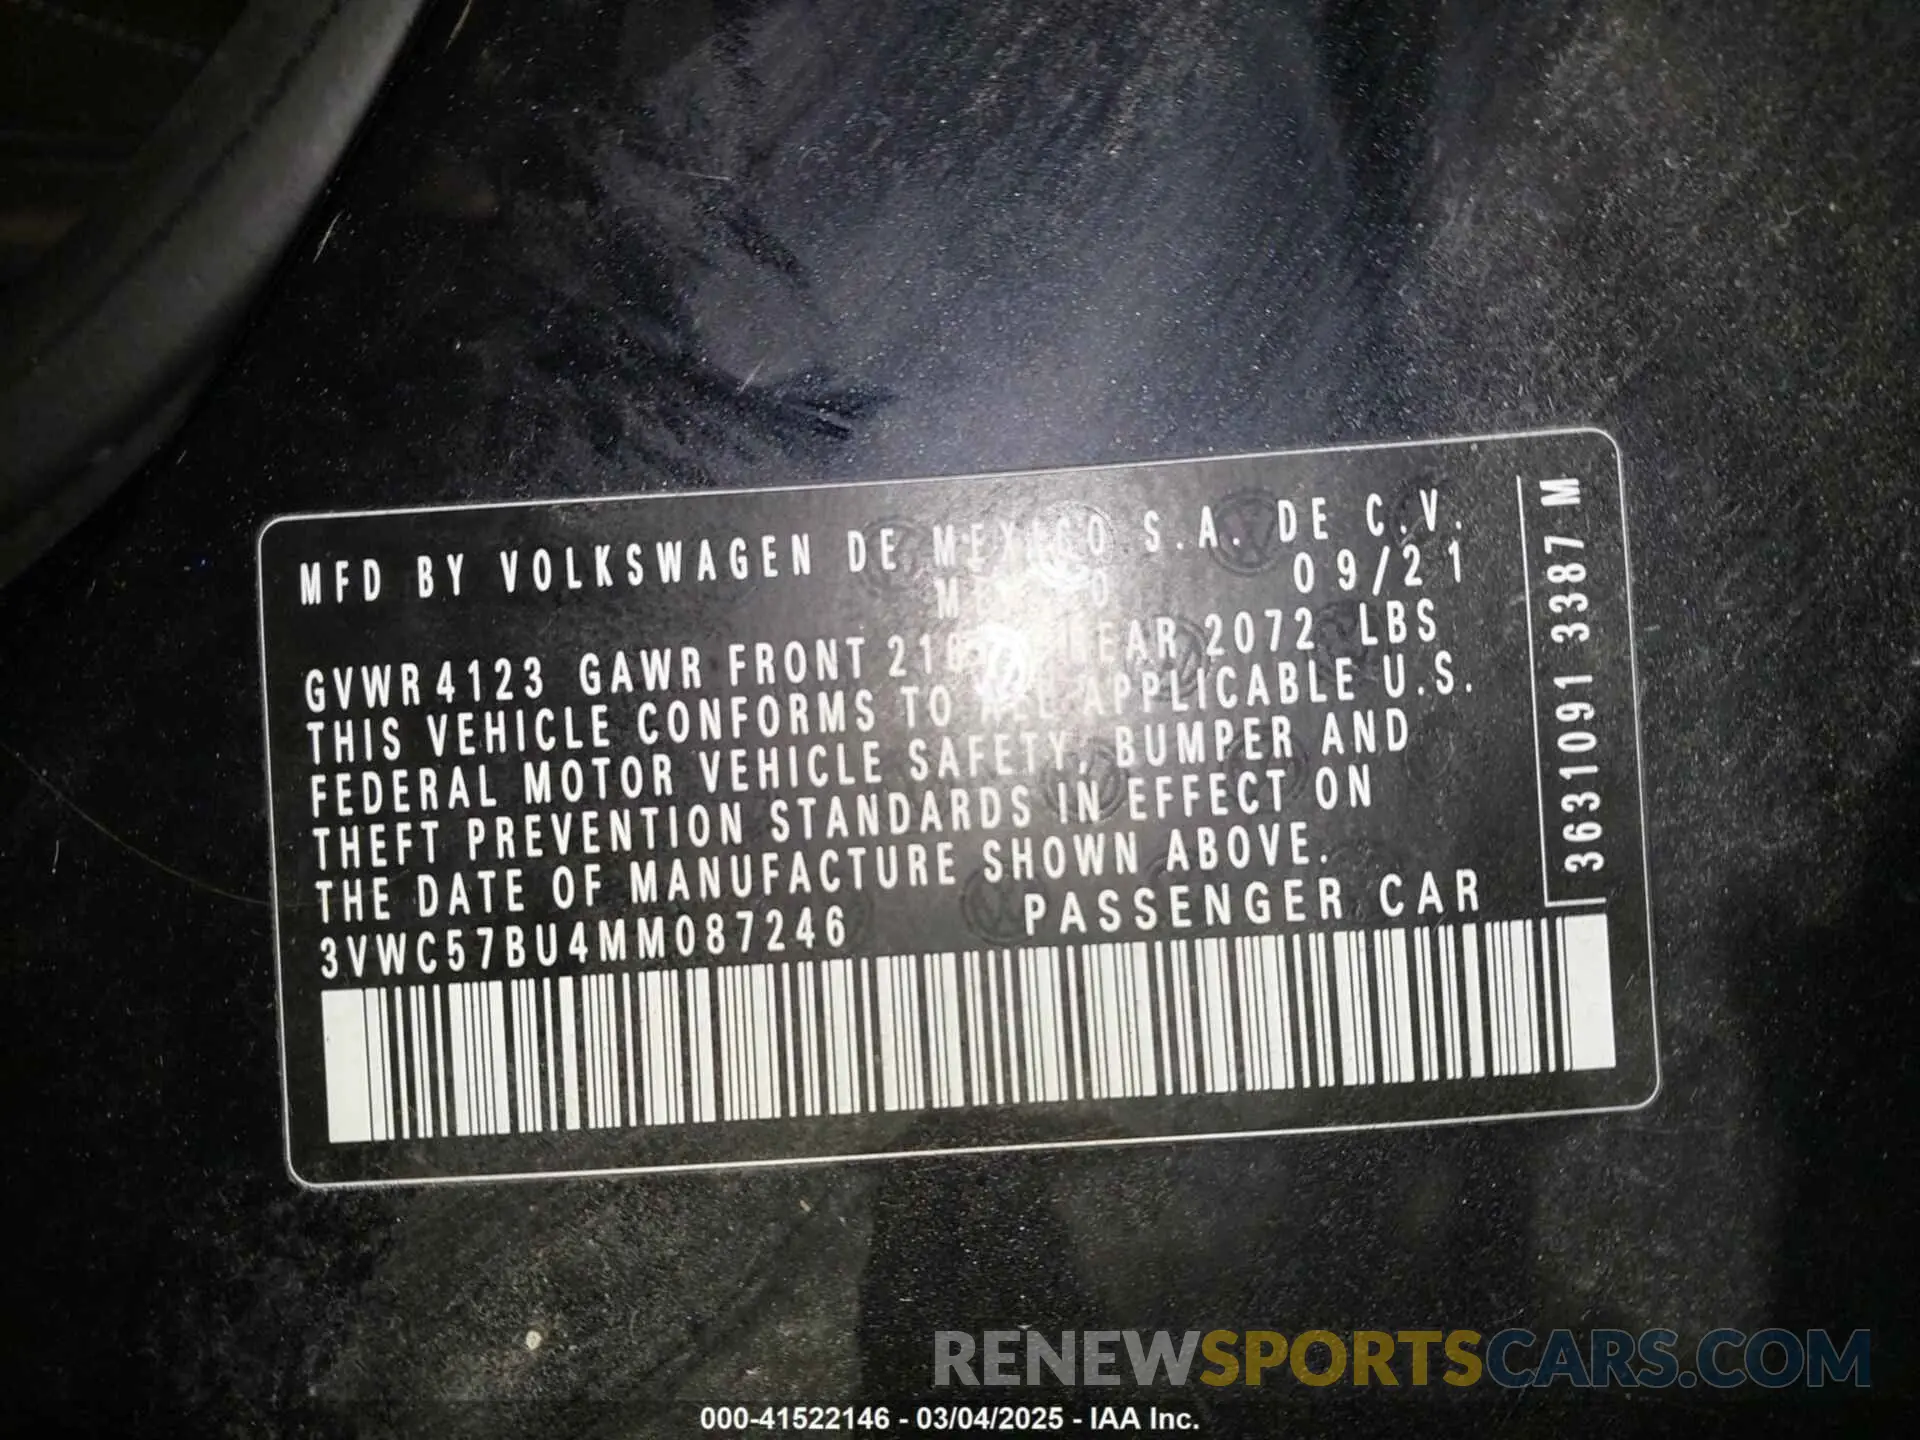 MFD BY VOLKSWAGEN DE MEXICO S.A. DE C.V.
MEXICO 09/21
GVWR 4123 GAWR FRONT REAR 2072 LBS
THIS VEHICLE CONFORMS TO ALL APPLICABLE U.S.
FEDERAL MOTOR VEHICLE SAFETY, BUMPER AND
THEFT PREVENTION STANDARDS IN EFFECT ON
THE DATE OF MANUFACTURE SHOWN ABOVE.
3VWC57BU4MM087246 PASSENGER CAR
3631091 3387 M
RENEWSPORTSCARS.COM
000-41522146 - 03/04/2025 - IAA Inc.